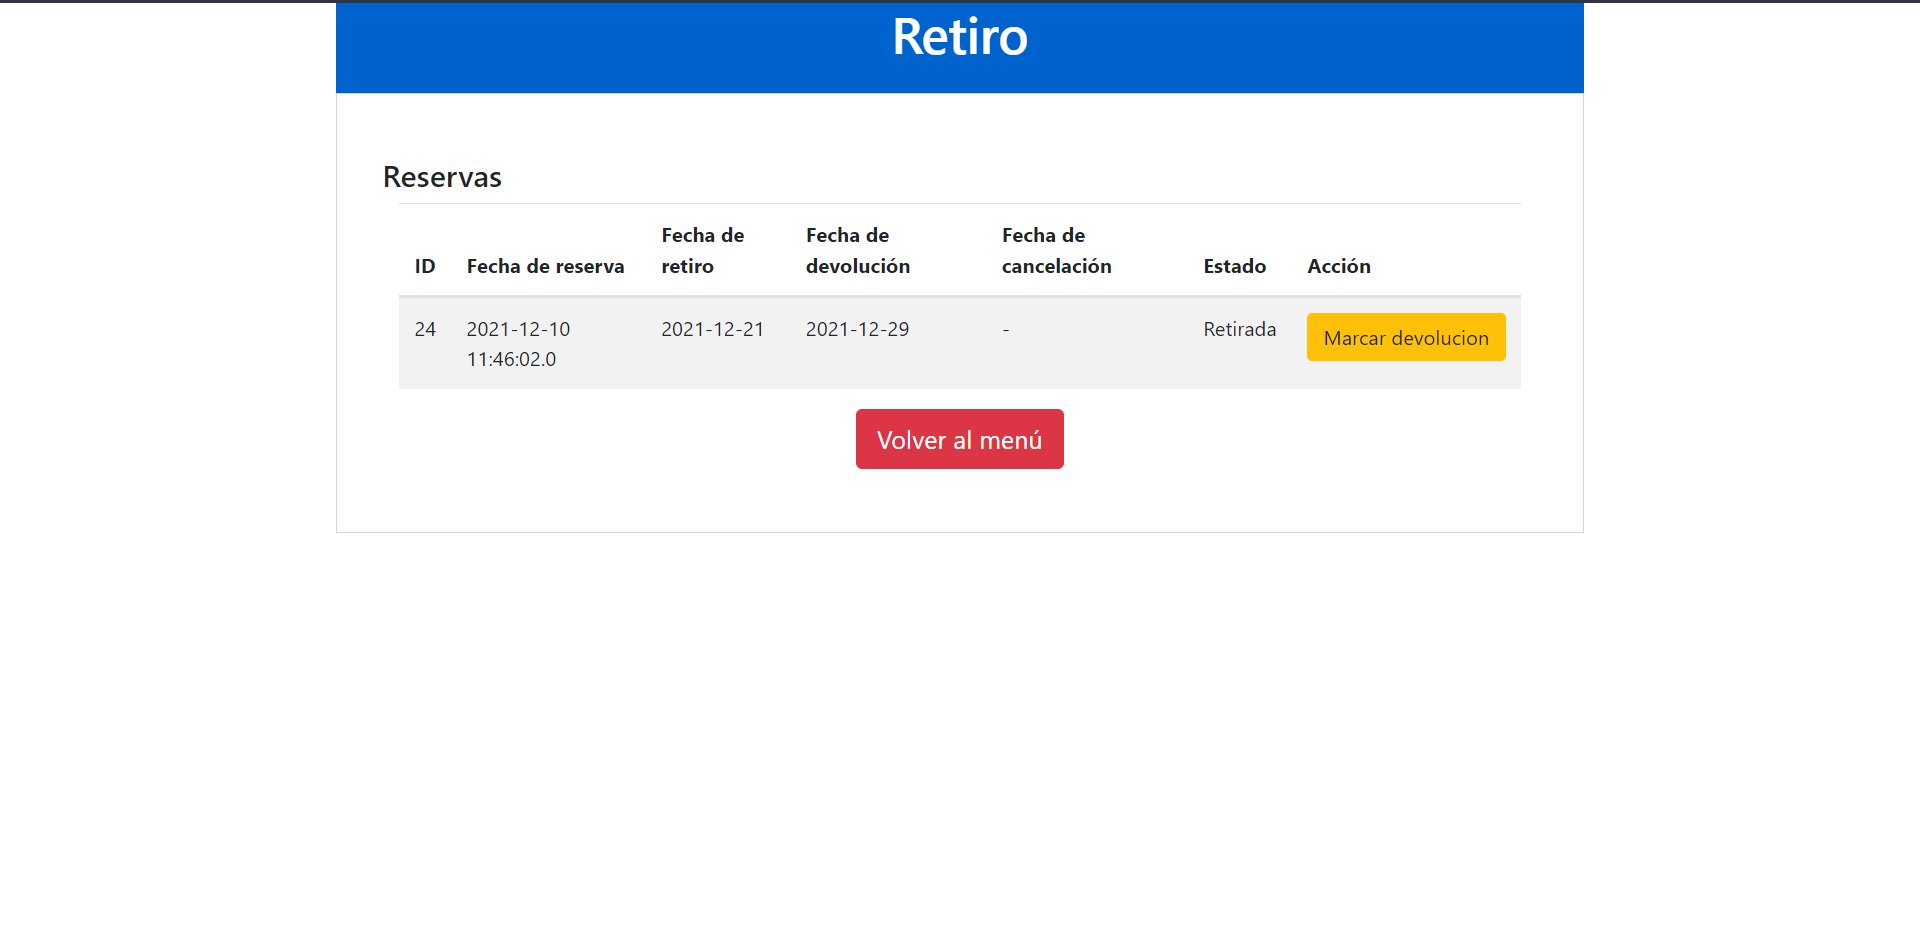 Retiro
Reservas
ID Fecha de reserva Fecha de retiro Fecha de devolución Fecha de cancelación Estado Acción
24 2021-12-10 11:46:02.0 2021-12-21 2021-12-29 - Retirada Marcar devolucion
Volver al menú